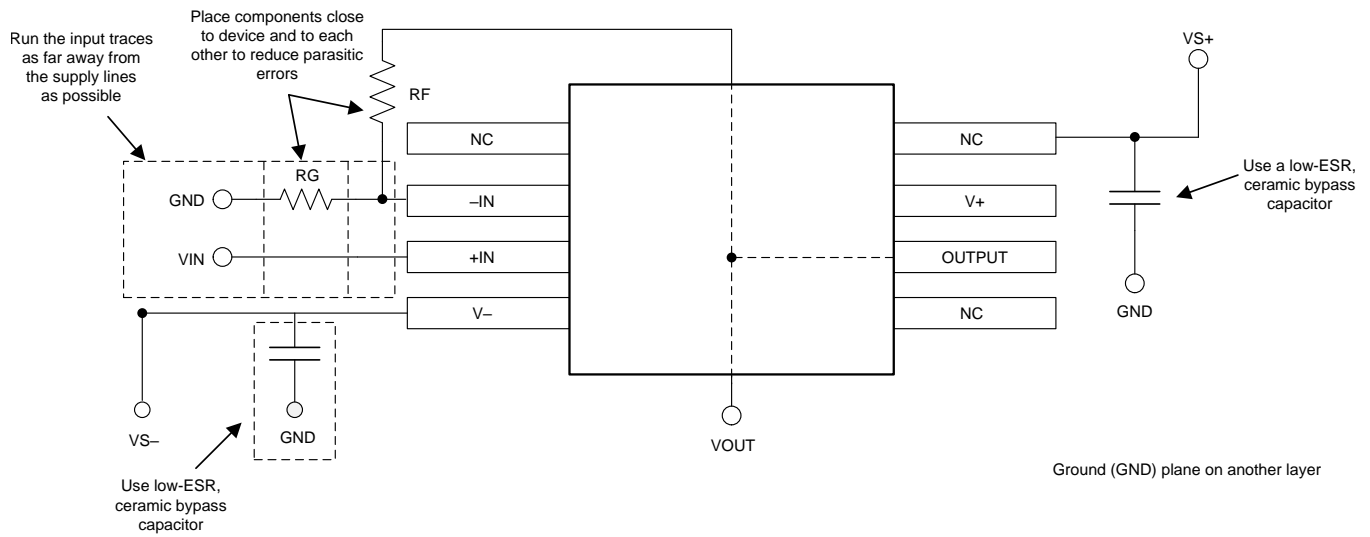 Place components close
to device and to each
other to reduce parasitic
errors
Run the input traces
as far away from
the supply lines
as possible
VS+
RF
NC
NC
Use a low-ESR,
ceramic bypass
capacitor
RG
GND
–IN
V+
VIN
+IN
OUTPUT
GND
V–
NC
VS–
GND
VOUT
Ground (GND) plane on another layer
Use low-ESR,
ceramic bypass
capacitor